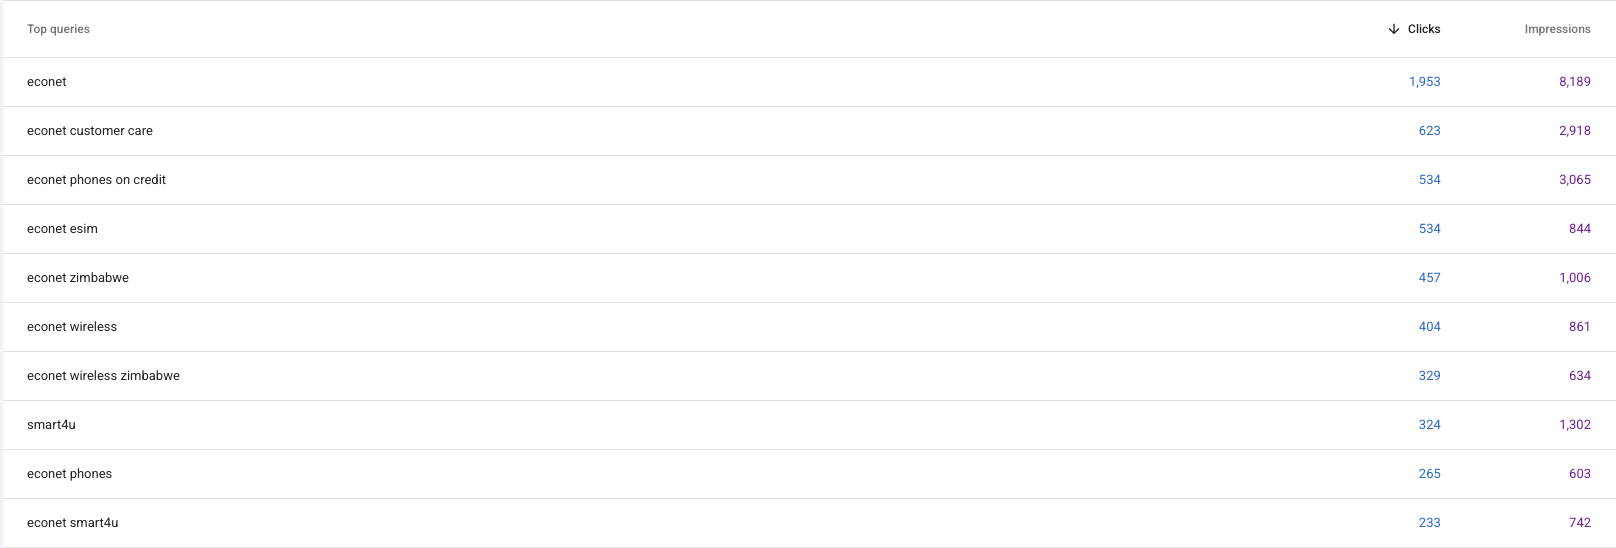 Top queries Clicks Impressions
econet 1,953 8,189
econet customer care 623 2,918
econet phones on credit 534 3,065
econet esim 534 844
econet zimbabwe 457 1,006
econet wireless 404 861
econet wireless zimbabwe 329 634
smart4u 324 1,302
econet phones 265 603
econet smart4u 233 742